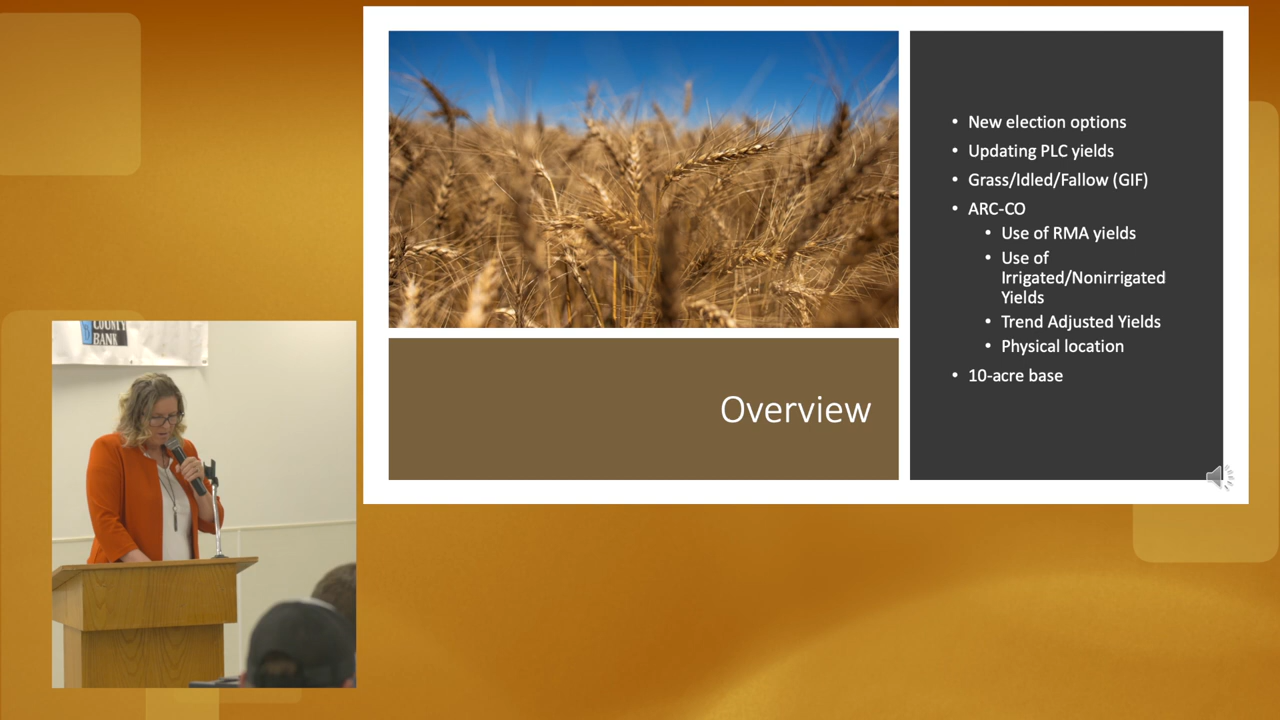 COUNTY
BANK
Overview
• New election options
• Updating PLC yields
• Grass/Idled/Fallow (GIF)
• ARC-CO
• Use of RMA yields
• Use of
Irrigated/Nonirrigated
Yields
• Trend Adjusted Yields
• Physical location
• 10-acre base